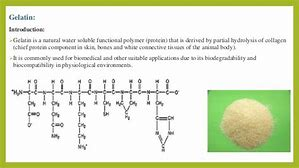 Gelatin:
Introduction:
- Gelatin is a natural water soluble functional polymer (protein) that is derived by partial hydrolysis of collagen
(chief protein component in skin, bones and white connective tissues of the animal body).
- It is commonly used for biomedical and other suitable applications due to its biodegradability and
biocompatibility in physiological environments.